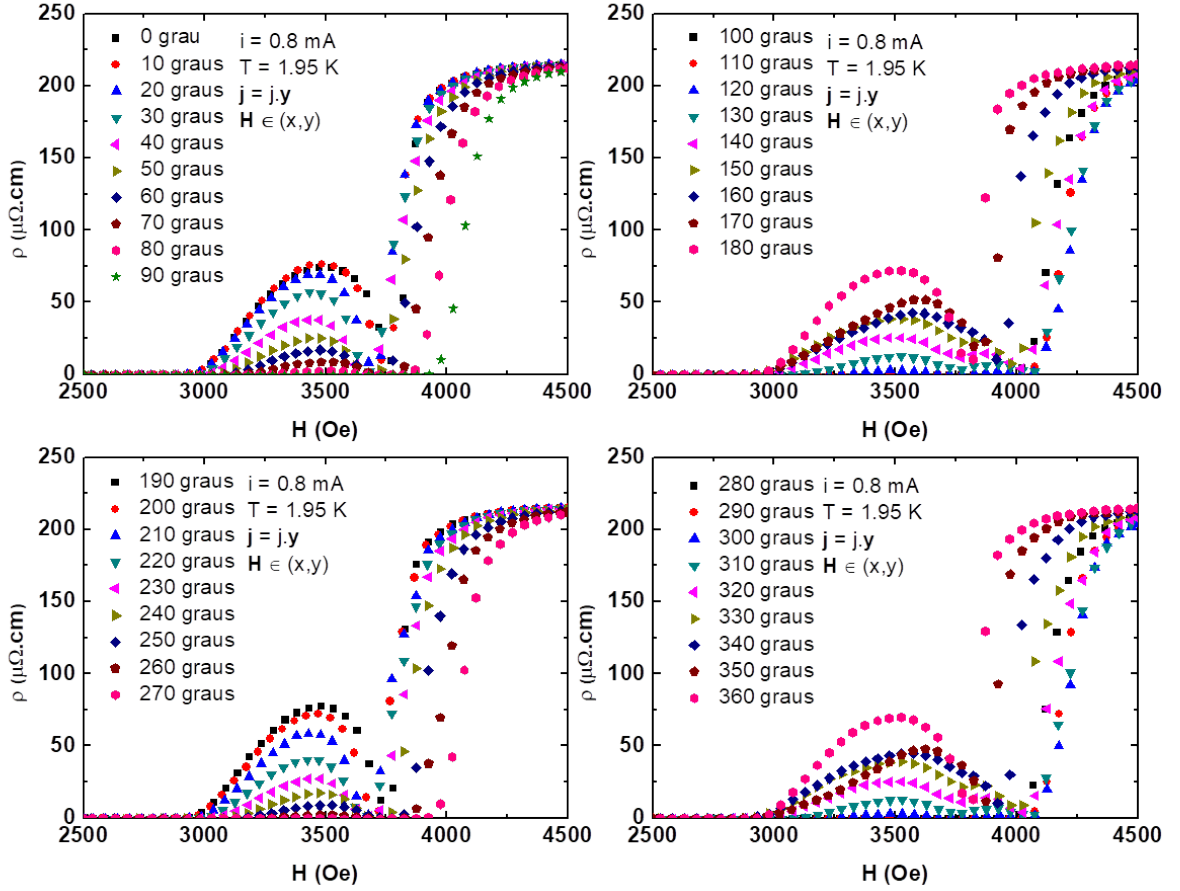 250
200
150
100
50
0
ρ (μΩ.cm)
0 grau
10 graus
20 graus
30 graus
40 graus
50 graus
60 graus
70 graus
80 graus
90 graus
i = 0.8 mA
T = 1.95 K
j = j.y
H ∈ (x,y)
2500 3000 3500 4000 4500
H (Oe)
250
200
150
100
50
0
ρ (μΩ.cm)
100 graus
110 graus
120 graus
130 graus
140 graus
150 graus
160 graus
170 graus
180 graus
i = 0.8 mA
T = 1.95 K
j = j.y
H ∈ (x,y)
2500 3000 3500 4000 4500
H (Oe)
250
200
150
100
50
0
ρ (μΩ.cm)
190 graus
200 graus
210 graus
220 graus
230 graus
240 graus
250 graus
260 graus
270 graus
i = 0.8 mA
T = 1.95 K
j = j.y
H ∈ (x,y)
2500 3000 3500 4000 4500
H (Oe)
250
200
150
100
50
0
ρ (μΩ.cm)
280 graus
290 graus
300 graus
310 graus
320 graus
330 graus
340 graus
350 graus
360 graus
i = 0.8 mA
T = 1.95 K
j = j.y
H ∈ (x,y)
2500 3000 3500 4000 4500
H (Oe)